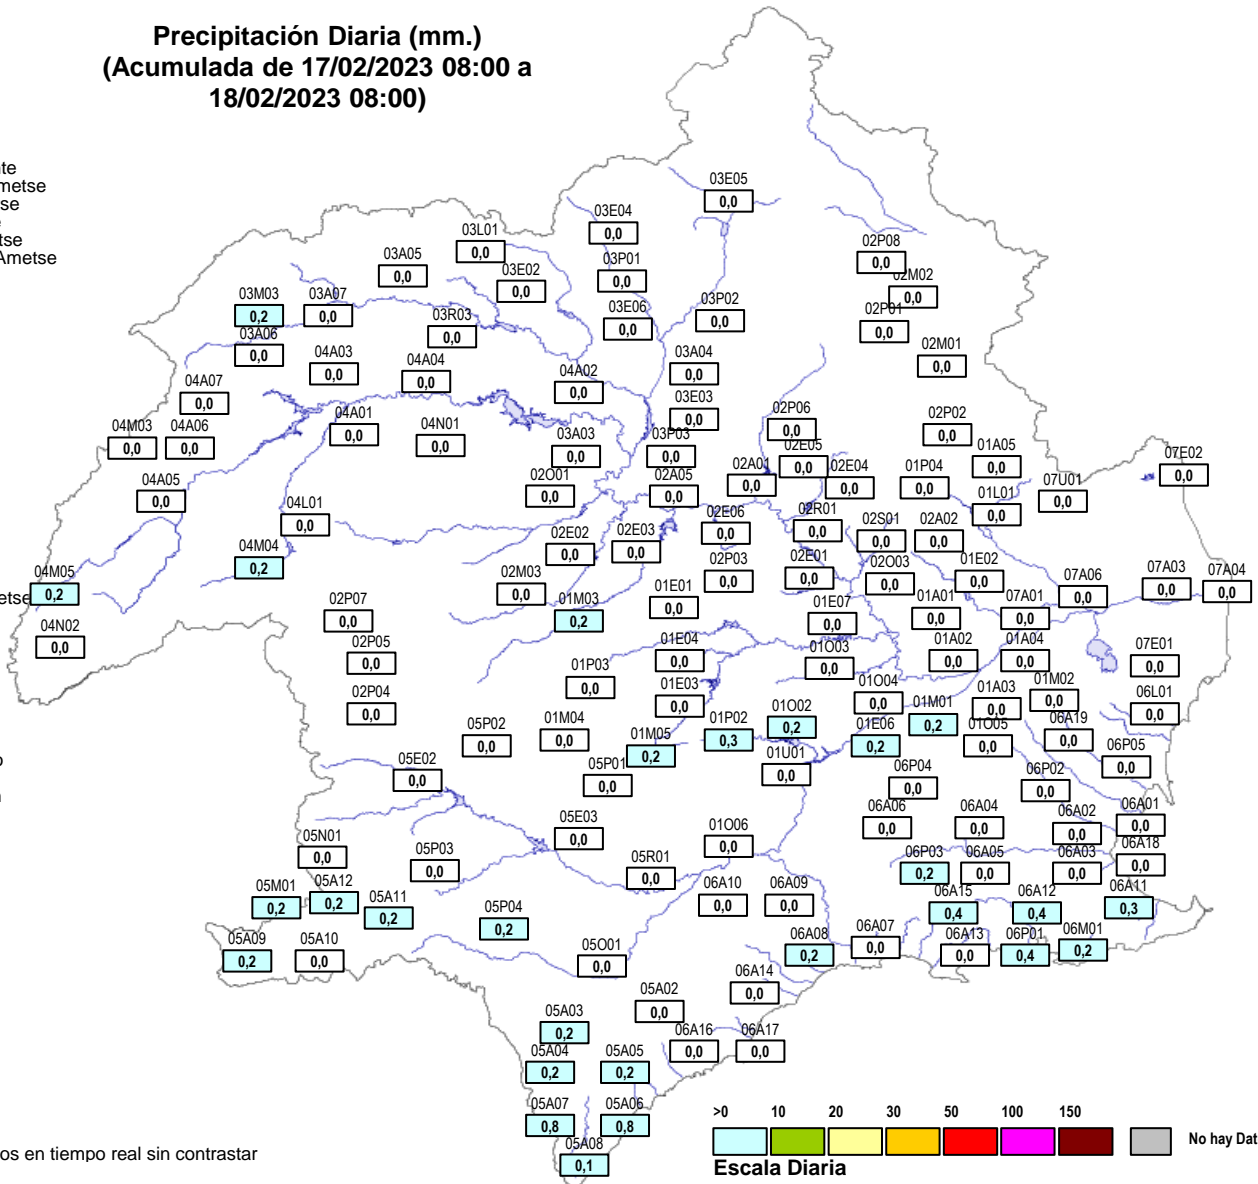 Precipitación Diaria (mm.)
(Acumulada de 17/02/2023 08:00 a
18/02/2023 08:00)
nte
Ametse
tse
e
tse
Ametse
03E05
0,0
03E04
0,0
03L01
0,0
03A05
0,0
03E02
0,0
03P01
0,0
02P08
0,0
02M02
0,0
03M03
0,2
03A07
0,0
03R03
0,0
03E06
0,0
03P02
0,0
02P01
0,0
03A06
0,0
04A03
0,0
04A04
0,0
04A02
0,0
03A04
0,0
02M01
0,0
04A07
0,0
03E03
0,0
04M03
0,0
04A06
0,0
04A01
0,0
04N01
0,0
03A03
0,0
03P03
0,0
02P06
0,0
02P02
0,0
02E05
0,0
01A05
0,0
07E02
0,0
04A05
0,0
02O01
0,0
02A05
0,0
02A01
0,0
02E04
0,0
01P04
0,0
07U01
0,0
01L01
0,0
04L01
0,0
02E06
0,0
02R01
0,0
02S01
0,0
02A02
0,0
04M04
0,2
02E02
0,0
02E03
0,0
04M05
0,2
etse
02M03
0,0
02P03
0,0
02E01
0,0
02O03
0,0
01E02
0,0
07A06
0,0
07A03
0,0
07A04
0,0
02P07
0,0
01M03
0,2
01E01
0,0
01E07
0,0
01A01
0,0
07A01
0,0
04N02
0,0
02P05
0,0
01E04
0,0
01O03
0,0
01A02
0,0
01A04
0,0
07E01
0,0
01P03
0,0
02P04
0,0
01E03
0,0
01O04
0,0
01A03
0,0
01M02
0,0
06L01
0,0
05P02
0,0
01M04
0,0
01M05
0,2
01P02
0,3
01O02
0,2
01E06
0,2
01M01
0,2
01O05
0,0
06A19
0,0
06P05
0,0
05E02
0,0
05P01
0,0
01U01
0,0
06P04
0,0
06P02
0,0
05E03
0,0
01O06
0,0
06A06
0,0
06A04
0,0
06A02
0,0
06A01
0,0
05N01
0,0
05P03
0,0
05R01
0,0
06P03
0,2
06A05
0,0
06A03
0,0
06A18
0,0
05M01
0,2
05A12
0,2
05A11
0,2
05P04
0,2
06A10
0,0
06A09
0,0
06A15
0,4
06A12
0,4
06A11
0,3
05A09
0,2
05A10
0,0
05O01
0,0
06A08
0,2
06A07
0,0
06A13
0,0
06P01
0,4
06M01
0,2
05A02
0,0
06A14
0,0
05A03
0,2
06A16
0,0
06A17
0,0
05A04
0,2
05A05
0,2
05A07
0,8
05A06
0,8
05A08
0,1
>0 10 20 30 50 100 150
No hay Dat
Escala Diaria
os en tiempo real sin contrastar